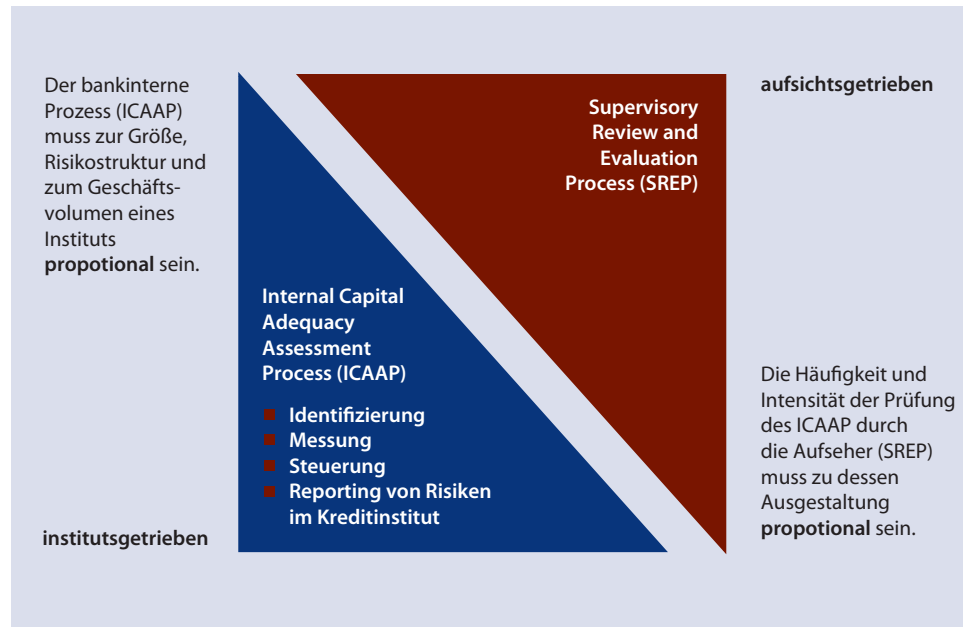 Der bankinterne
Prozess (ICAAP)
muss zur Größe,
Risikostruktur und
zum Geschäfts-
volumen eines
Instituts
propotional sein.
institutsgetrieben
Internal Capital
Adequacy
Assessment
Process (ICAAP)
Identifizierung
Messung
Steuerung
Reporting von Risiken
im Kreditinstitut
Supervisory
Review and
Evaluation
Process (SREP)
aufsichtsgetrieben
Die Häufigkeit und
Intensität der Prüfung
des ICAAP durch
die Aufseher (SREP)
muss zu dessen
Ausgestaltung
propotional sein.